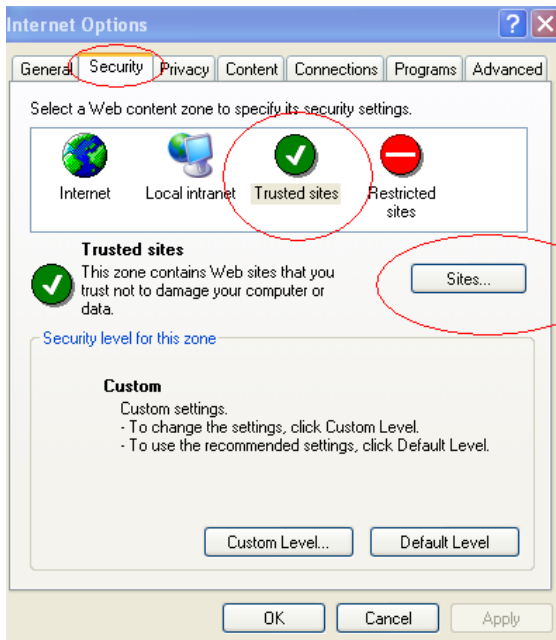 Internet Options
General Security Privacy Content Connections Programs Advanced
Select a Web content zone to specify its security settings.
Internet Local intranet Trusted sites Restricted
sites
Trusted sites
This zone contains Web sites that you
trust not to damage your computer or
data.
Sites...
Security level for this zone
Custom
Custom settings.
- To change the settings, click Custom Level.
- To use the recommended settings, click Default Level.
Custom Level... Default Level
OK Cancel Apply